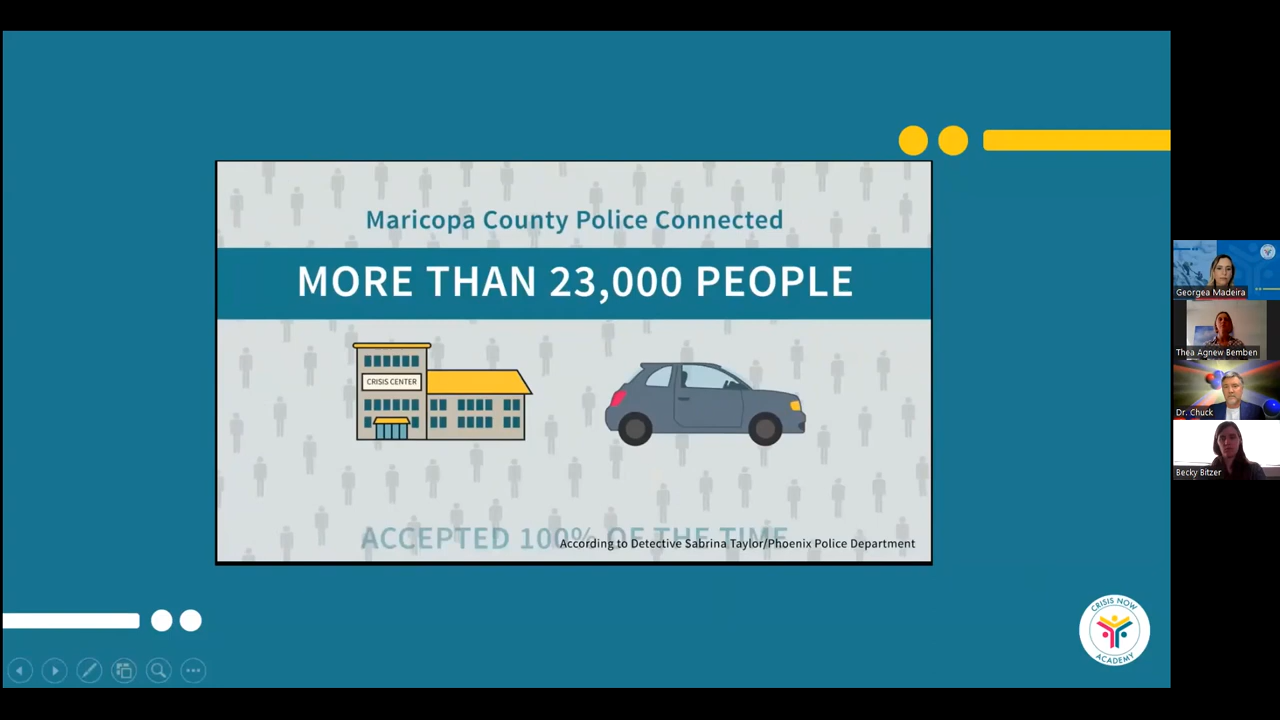 Maricopa County Police Connected
MORE THAN 23,000 PEOPLE
CRISIS CENTER
ACCEPTED 100% OF THE TIME
According to Detective Sabrina Taylor/Phoenix Police Department
Georgea Madeira
Thea Agnew Bemben
Dr. Chuck
Becky Bitzer
CRISIS NOW
ACADEMY